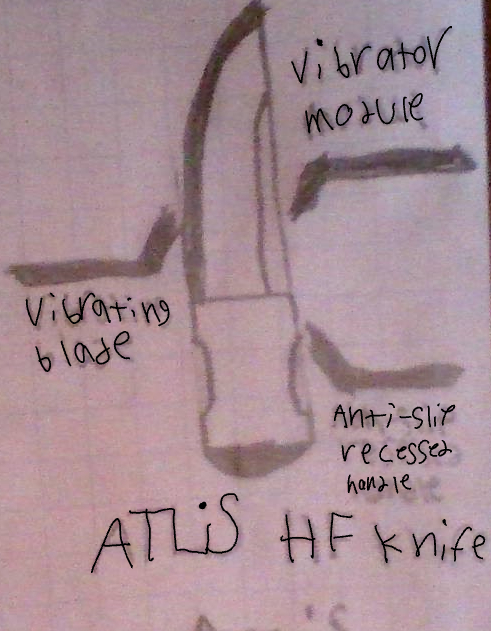 Vibrator
module
Vibrating
blade
Anti-slip
recessed
handle
ATLiS HF knife